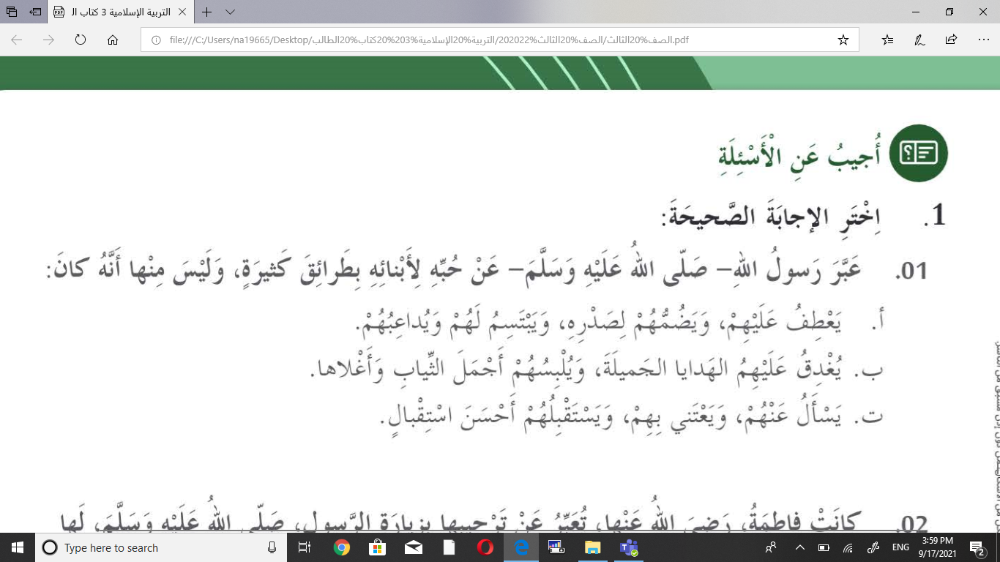 التربية الإسلامية 3 كتاب الـ
file:///C:/Users/na19665/Desktop/الصف%20الثالث/الصف%20الثالث%202022/التربية%20الإسلامية%203%20كتاب%20الطالب.pdf
أُجيبُ عَنِ الْأَسْئِلَةِ
1. اِخْتَرِ الإجابَةَ الصَّحيحَةَ:
01. عَبَّرَ رَسولُ اللهِ– صَلّى اللهُ عَلَيْهِ وَسَلَّمَ– عَنْ حُبِّهِ لِأَبْنائِهِ بِطَرائِقَ كَثيرَةٍ، وَلَيْسَ مِنْها أَنَّهُ كانَ:
أ. يَعْطِفُ عَلَيْهِمْ، وَيَضُمُّهُمْ لِصَدْرِهِ، وَيَبْتَسِمُ لَهُمْ وَيُداعِبُهُمْ.
ب. يُغْدِقُ عَلَيْهِمُ الهَدايا الجَميلَةَ، وَيُلْبِسُهُمْ أَجْمَلَ الثِّيابِ وَأَغْلاها.
ت. يَسْأَلُ عَنْهُمْ، وَيَعْتَني بِهِمْ، وَيَسْتَقْبِلُهُمْ أَحْسَنَ اسْتِقْبالٍ.
02. كانَتْ فاطِمَةُ، رَضِيَ اللهُ عَنْها، تُعَبِّرُ عَنْ تَرْحيبِها بِزِيارَةِ الرَّسولِ، صَلّى اللهُ عَلَيْهِ وَسَلَّمَ، لَها
Type here to search
ENG
3:59 PM
9/17/2021
2